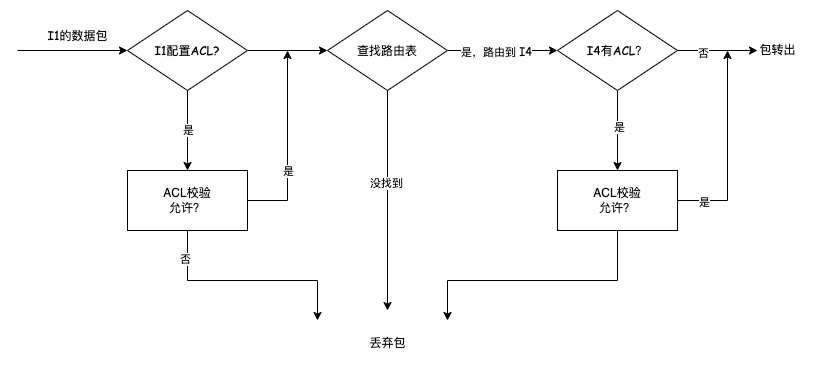 I1的数据包
I1配置ACL?
查找路由表
是，路由到 I4
I4有ACL?
否
包转出
是
是
ACL校验
允许?
是
没找到
ACL校验
允许?
是
否
丢弃包